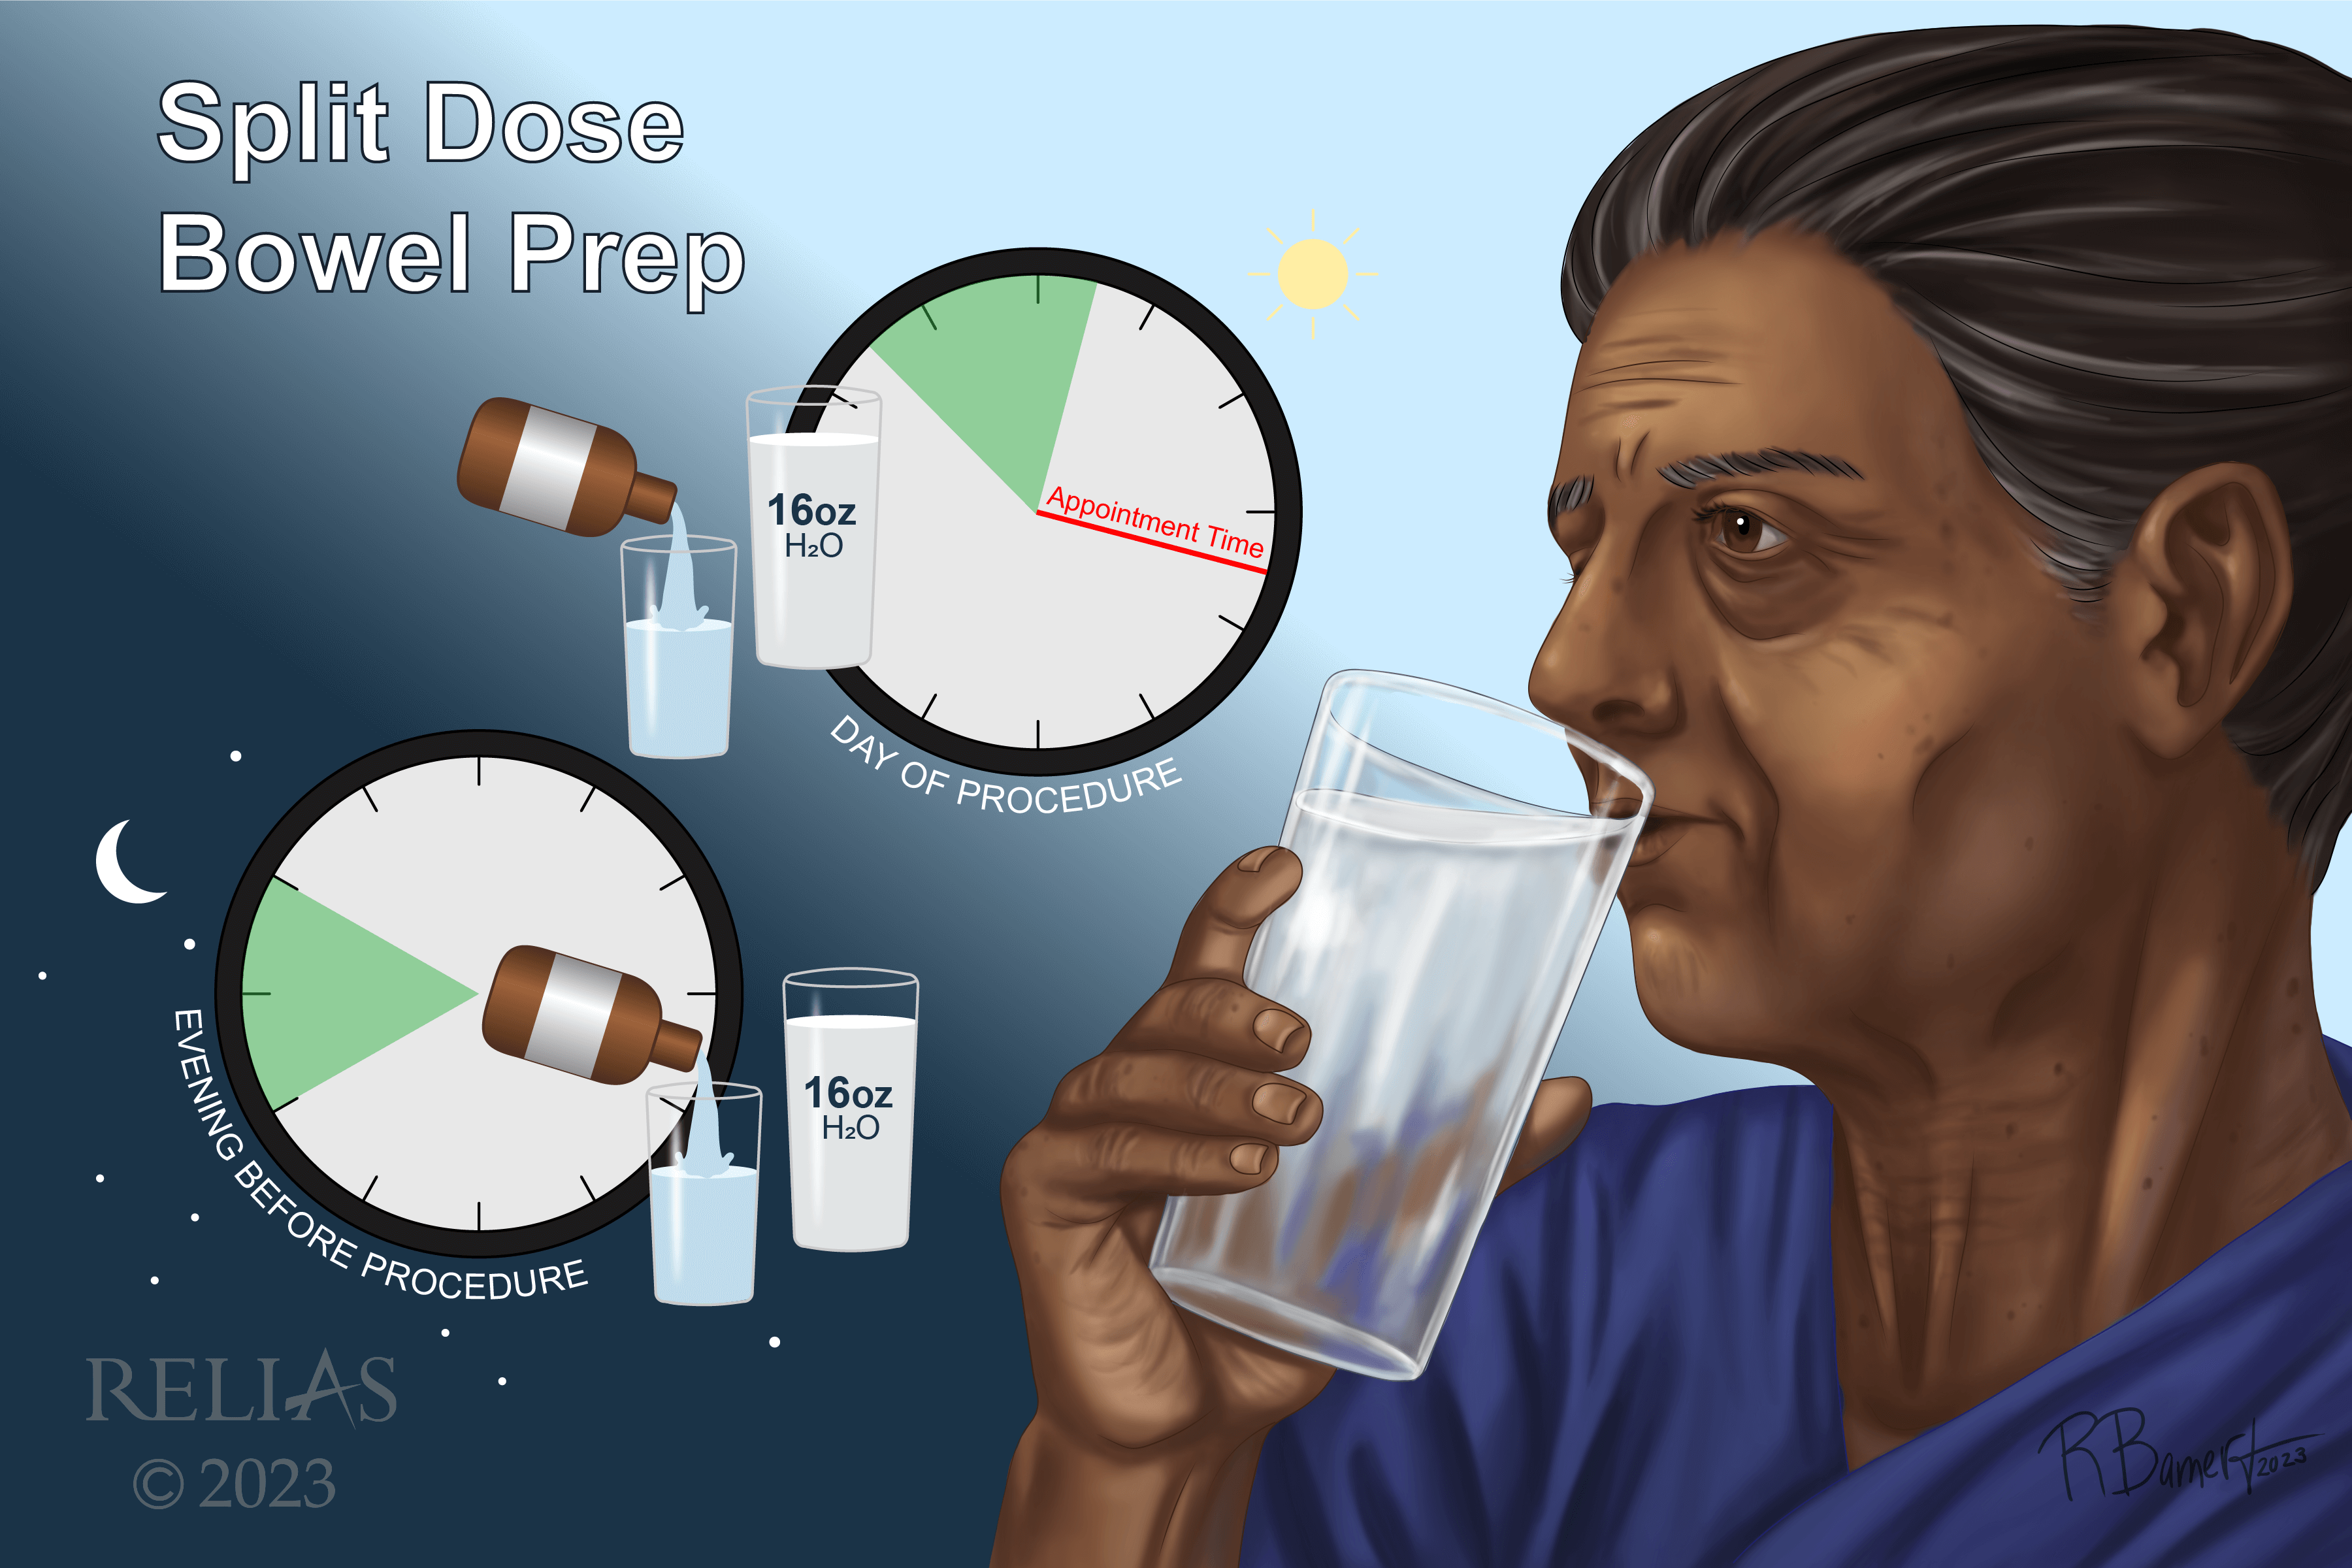 Split Dose
Bowel Prep
16oz
H₂O
Appointment Time
DAY OF PROCEDURE
16oz
H₂O
EVENING BEFORE PROCEDURE
RELIAS
© 2023
RBamert 2023